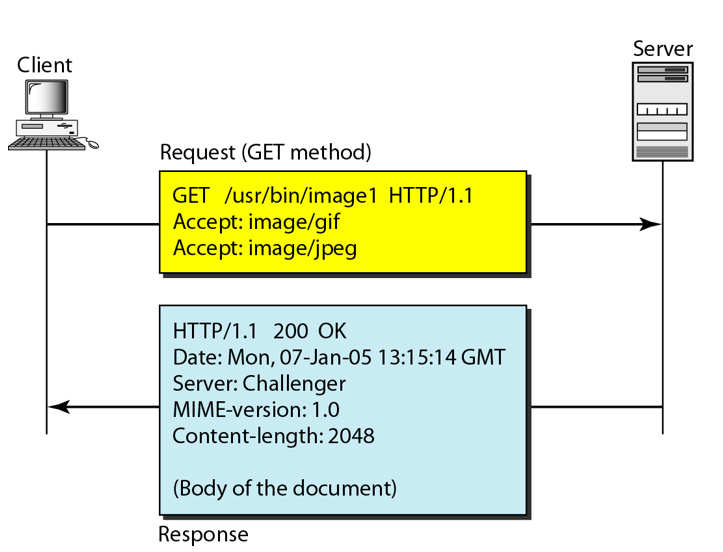 Client
Server
Request (GET method)
GET /usr/bin/image1 HTTP/1.1
Accept: image/gif
Accept: image/jpeg
HTTP/1.1 200 OK
Date: Mon, 07-Jan-05 13:15:14 GMT
Server: Challenger
MIME-version: 1.0
Content-length: 2048
(Body of the document)
Response